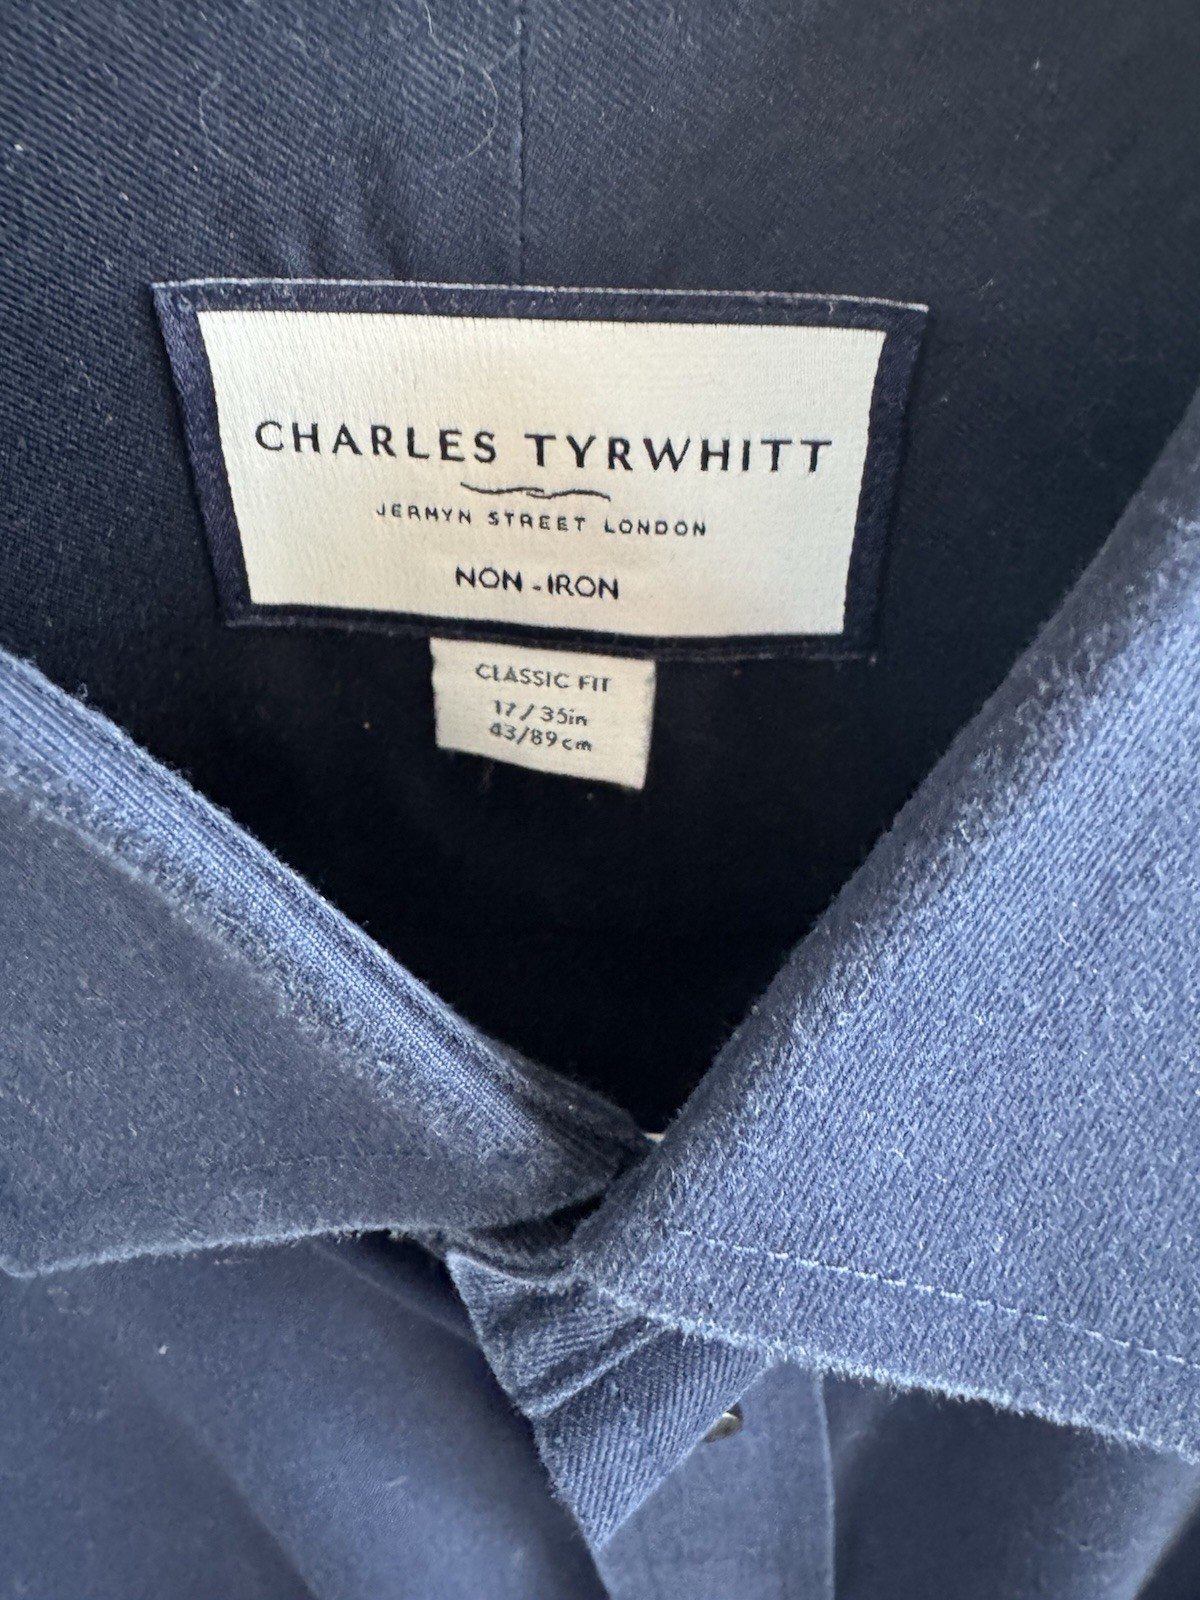 CHARLES TYRWHITT
JERMYN STREET LONDON
NON-IRON
CLASSIC FIT
17/35in
43/89cm